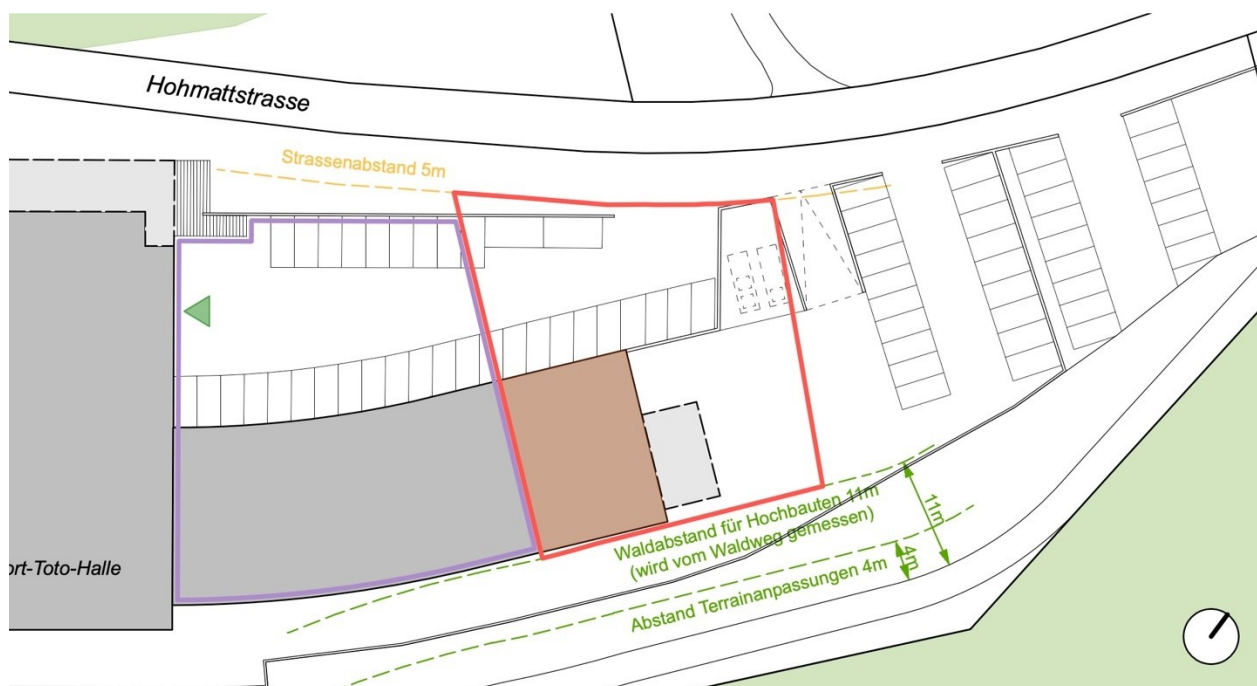 Hohmattstrasse
Strassenabstand 5m
Waldabstand für Hochbauten 11m
(wird vom Waldweg gemessen)
11m
4m
Abstand Terrainanpassungen 4m
ort-Toto-Halle